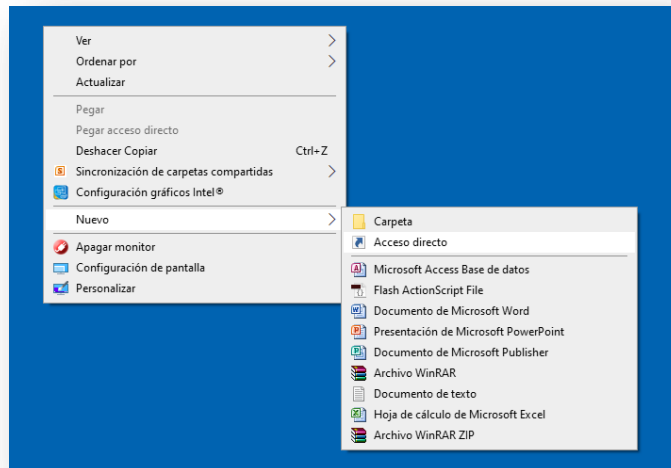 Ver
Ordenar por
Actualizar
Pegar
Pegar acceso directo
Deshacer Copiar Ctrl+Z
Sincronización de carpetas compartidas
Configuración gráficos Intel®
Nuevo
Apagar monitor
Configuración de pantalla
Personalizar
Carpeta
Acceso directo
Microsoft Access Base de datos
Flash ActionScript File
Documento de Microsoft Word
Presentación de Microsoft PowerPoint
Documento de Microsoft Publisher
Archivo WinRAR
Documento de texto
Hoja de cálculo de Microsoft Excel
Archivo WinRAR ZIP